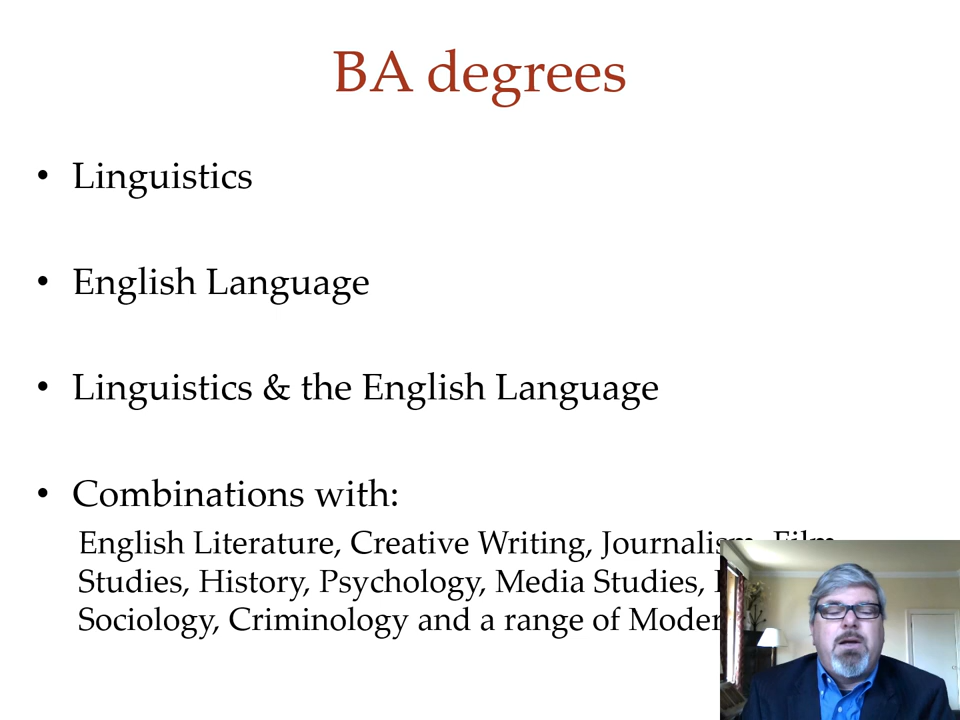 BA degrees
• Linguistics
• English Language
• Linguistics & the English Language
• Combinations with:
English Literature, Creative Writing, Journalism, Film
Studies, History, Psychology, Media Studies,
Sociology, Criminology and a range of